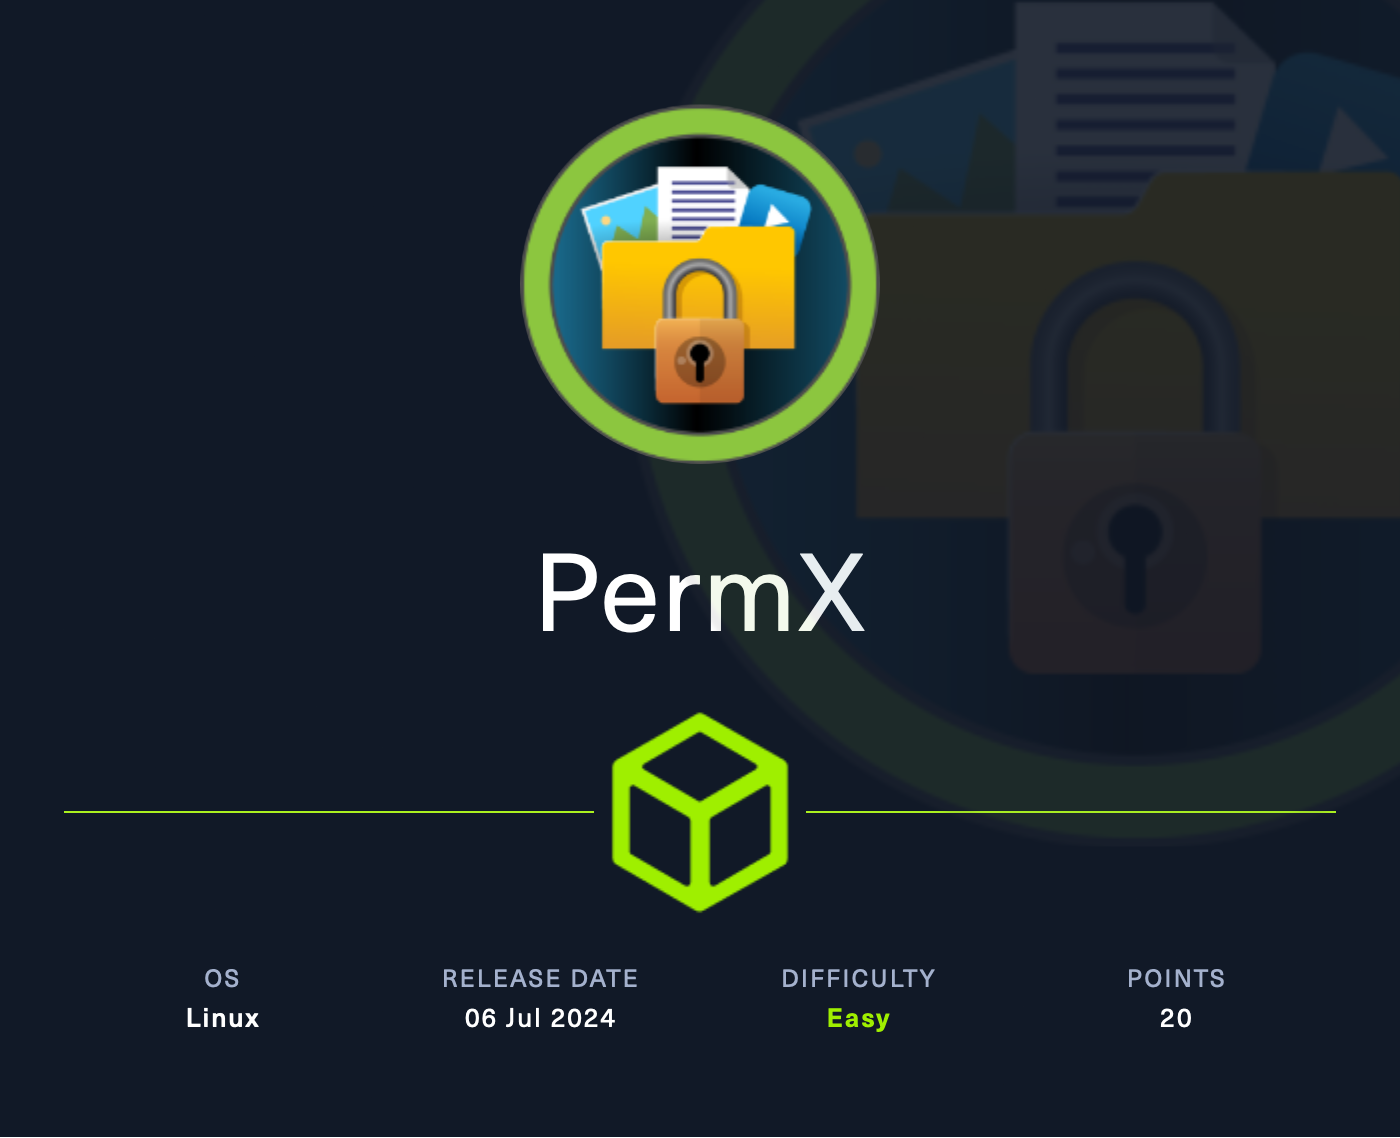 PermX
OS
Linux
RELEASE DATE
06 Jul 2024
DIFFICULTY
Easy
POINTS
20